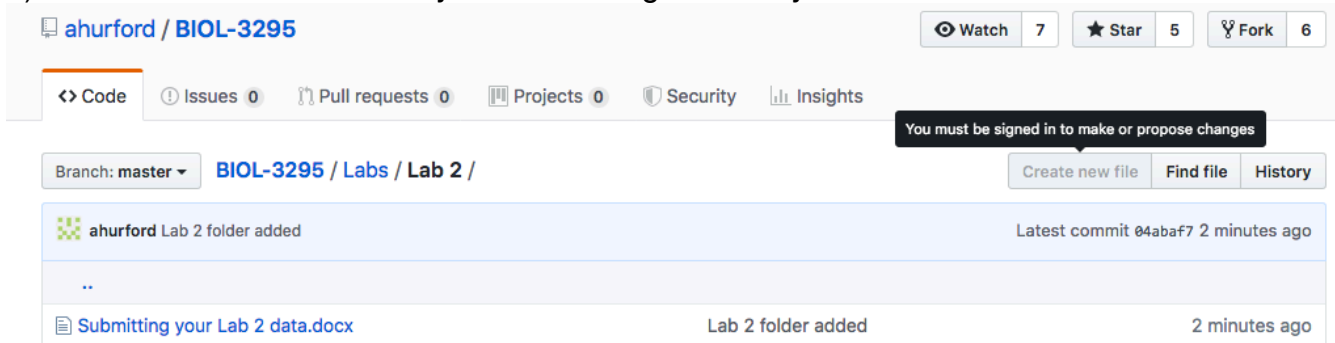 ahurford / BIOL-3295
Watch 7 Star 5 Fork 6
Code Issues 0 Pull requests 0 Projects 0 Security Insights
You must be signed in to make or propose changes
Branch: master BIOL-3295 / Labs / Lab 2 / Create new file Find file History
ahurford Lab 2 folder added Latest commit 04abaf7 2 minutes ago
..
Submitting your Lab 2 data.docx Lab 2 folder added 2 minutes ago